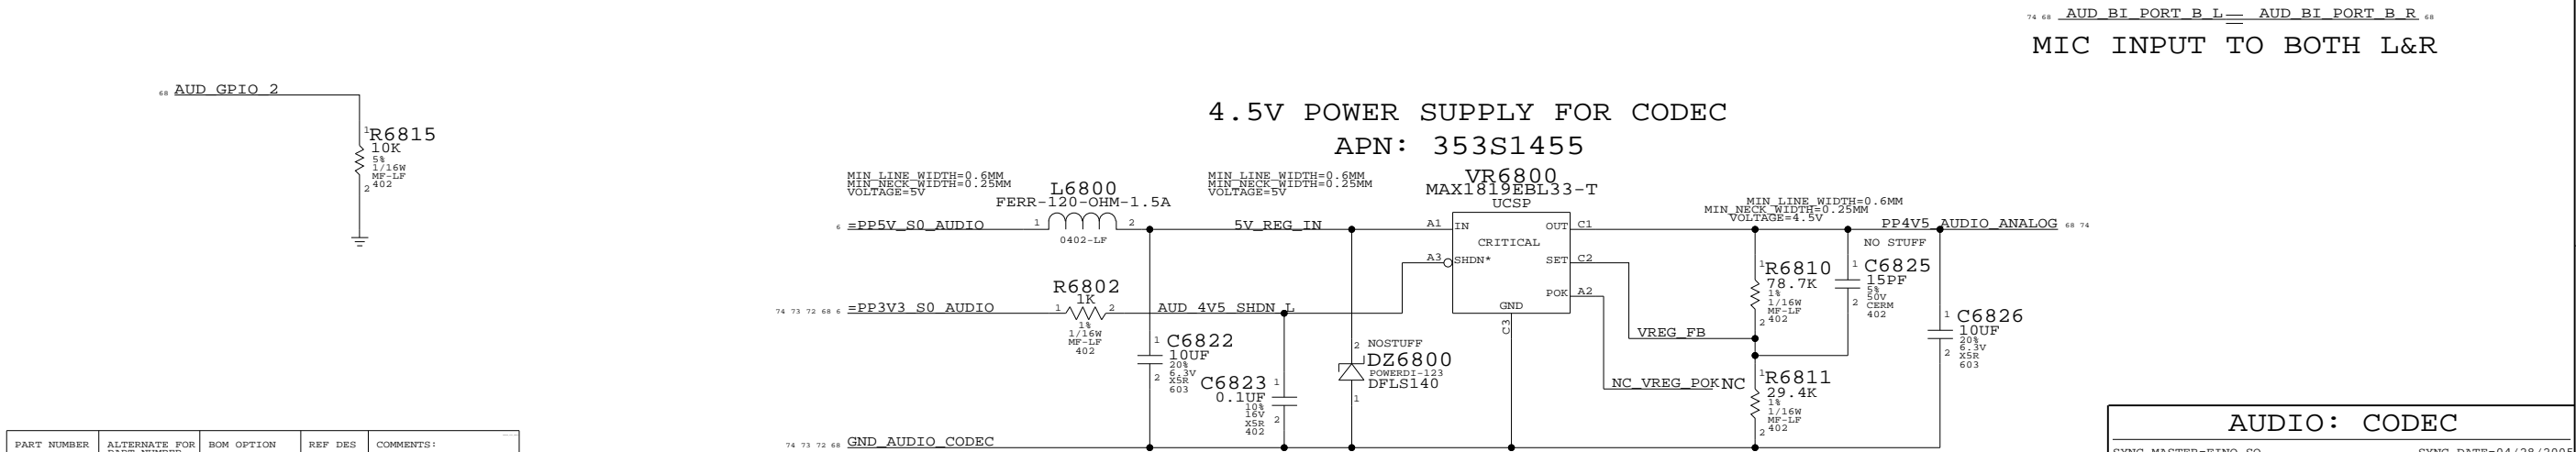 74 68 AUD_BI_PORT_B_L AUD_BI_PORT_B_R 68
MIC INPUT TO BOTH L&R
68 AUD_GPIO_2
1
R6815
10K
5%
1/16W
MF-LF
402
2
4.5V POWER SUPPLY FOR CODEC
APN: 353S1455
VR6800
MAX1819EBL33-T
UCSP
MIN_LINE_WIDTH=0.6MM
MIN_NECK_WIDTH=0.25MM
VOLTAGE=5V
L6800
FERR-120-OHM-1.5A
MIN_LINE_WIDTH=0.6MM
MIN_NECK_WIDTH=0.25MM
VOLTAGE=5V
MIN_LINE_WIDTH=0.6MM
MIN_NECK_WIDTH=0.25MM
VOLTAGE=4.5V
6 =PP5V_S0_AUDIO 1 2 5V_REG_IN A1 IN OUT C1 PP4V5_AUDIO_ANALOG 68 74
0402-LF
CRITICAL
A3 SHDN* SET C2
POK A2
GND
C3
R6810
78.7K
1%
1/16W
MF-LF
402
1
2
NO STUFF
C6825
15PF
5%
50V
CERM
402
1
2
C6826
10UF
20%
6.3V
X5R
603
1
2
R6802
1K
74 73 72 68 6 =PP3V3_S0_AUDIO 1 2 AUD_4V5_SHDN_L
1%
1/16W
MF-LF
402
VREG_FB
1 C6822
10UF
20%
6.3V
X5R
603
2
C6823 1
0.1UF
10%
16V
X5R
402
2
2 NOSTUFF
DZ6800
POWERDI-123
DFLS140
1
NC_VREG_POK NC
1
R6811
29.4K
1%
1/16W
MF-LF
402
2
74 73 72 68 GND_AUDIO_CODEC
PART NUMBER ALTERNATE FOR PART NUMBER BOM OPTION REF DES COMMENTS:
AUDIO: CODEC